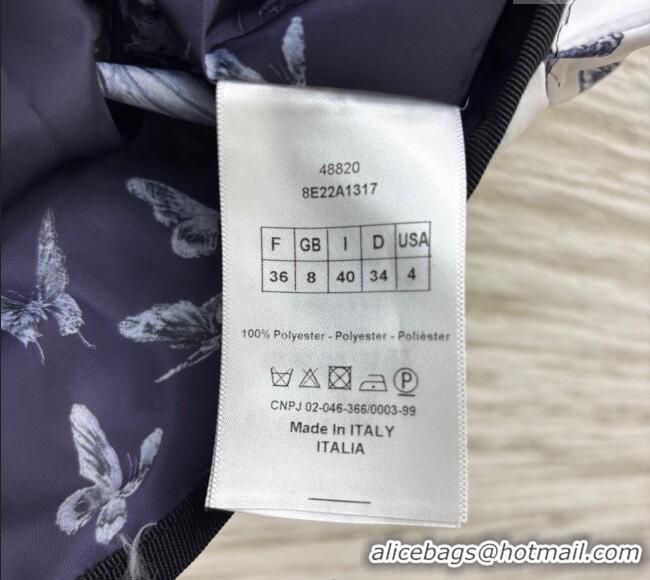 48820
8E22A1317
F GB I D USA
36 8 40 34 4
100% Polyester - Polyester - Poliéster
P
CNPJ 02-046-366/0003-99
Made In ITALY
ITALIA
alicebags@hotmail.com